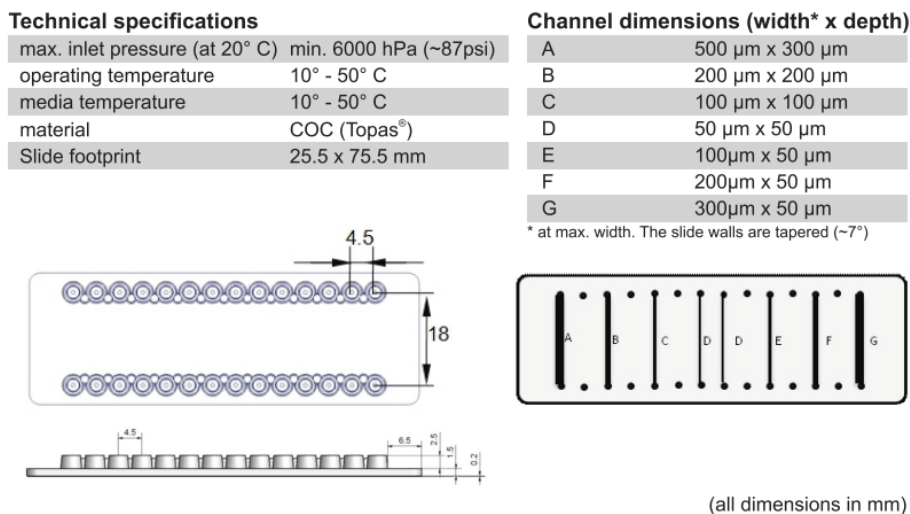 Technical specifications
max. inlet pressure (at 20° C) min. 6000 hPa (~87psi)
operating temperature 10° - 50° C
media temperature 10° - 50° C
material COC (Topas®)
Slide footprint 25.5 x 75.5 mm
Channel dimensions (width* x depth)
A 500 µm x 300 µm
B 200 µm x 200 µm
C 100 µm x 100 µm
D 50 µm x 50 µm
E 100µm x 50 µm
F 200µm x 50 µm
G 300µm x 50 µm
* at max. width. The slide walls are tapered (~7°)
4.5
18
A B C D D E F G
4.5 6.5 2.5 1.5 0.2
(all dimensions in mm)